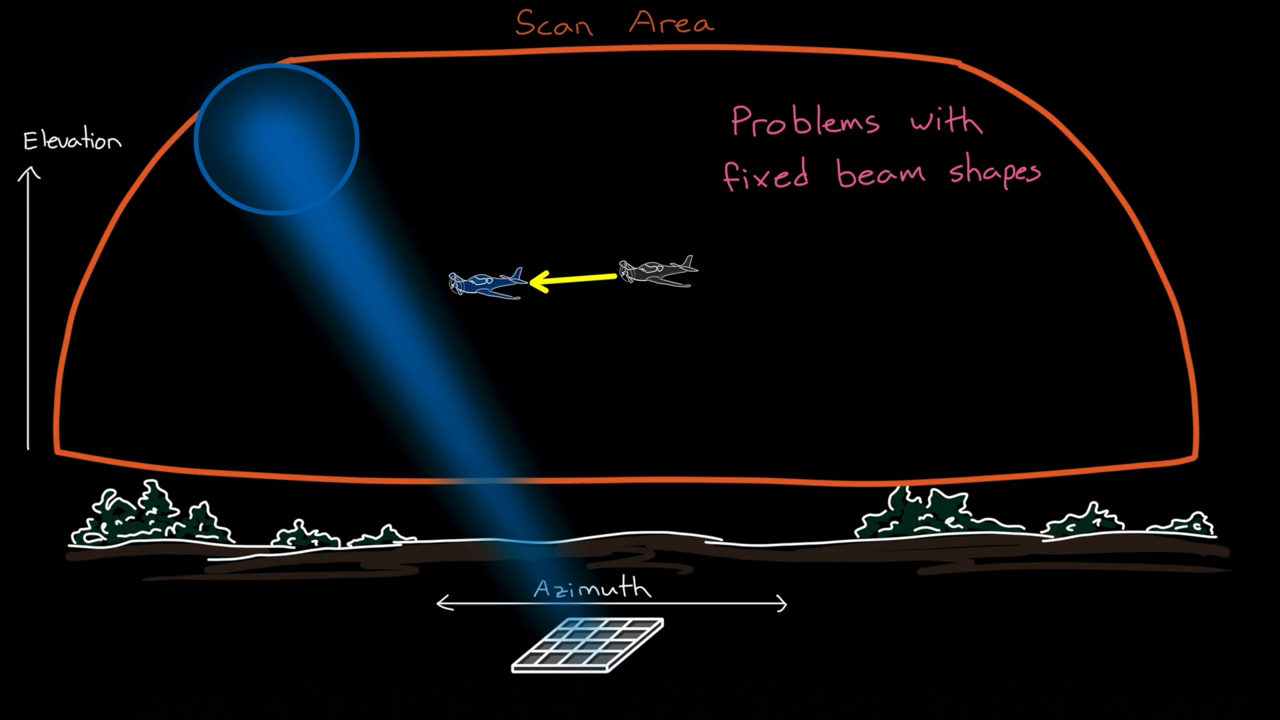 Scan Area
Problems with
fixed beam shapes
Elevation
Azimuth